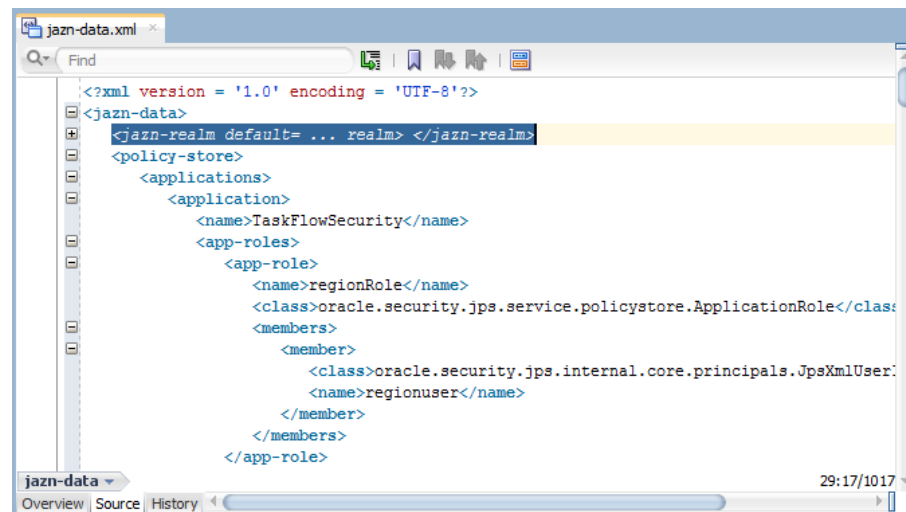 jazn-data.xml
Find
<?xml version = '1.0' encoding = 'UTF-8'?>
<jazn-data>
<jazn-realm default= ... realm> </jazn-realm>
<policy-store>
<applications>
<application>
<name>TaskFlowSecurity</name>
<app-roles>
<app-role>
<name>regionRole</name>
<class>oracle.security.jps.service.policystore.ApplicationRole</clas
<members>
<member>
<class>oracle.security.jps.internal.core.principals.JpsXmlUser
<name>regionuser</name>
</member>
</members>
</app-role>
jazn-data 29:17/1017
Overview Source History